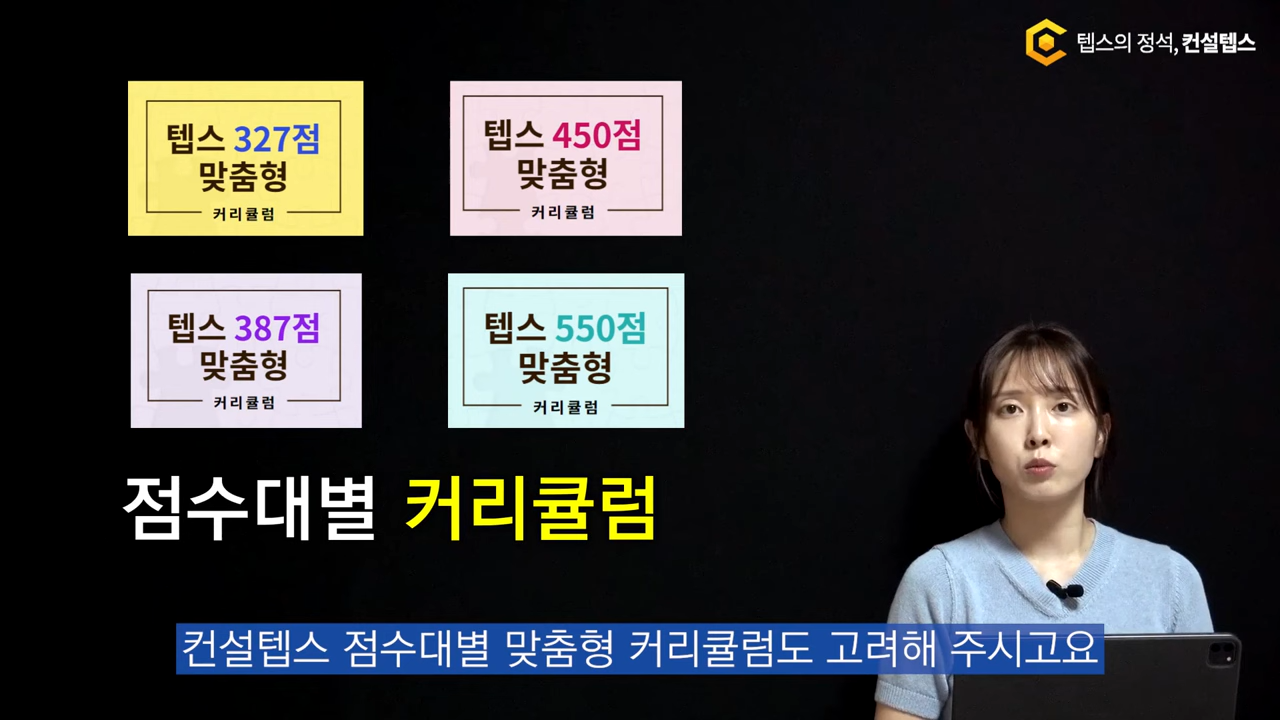 텝스의 정석, 컨설텝스
텝스 327점
맞춤형
커리큘럼
텝스 450점
맞춤형
커리큘럼
텝스 387점
맞춤형
커리큘럼
텝스 550점
맞춤형
커리큘럼
점수대별 커리큘럼
컨설텝스 점수대별 맞춤형 커리큘럼도 고려해 주시고요